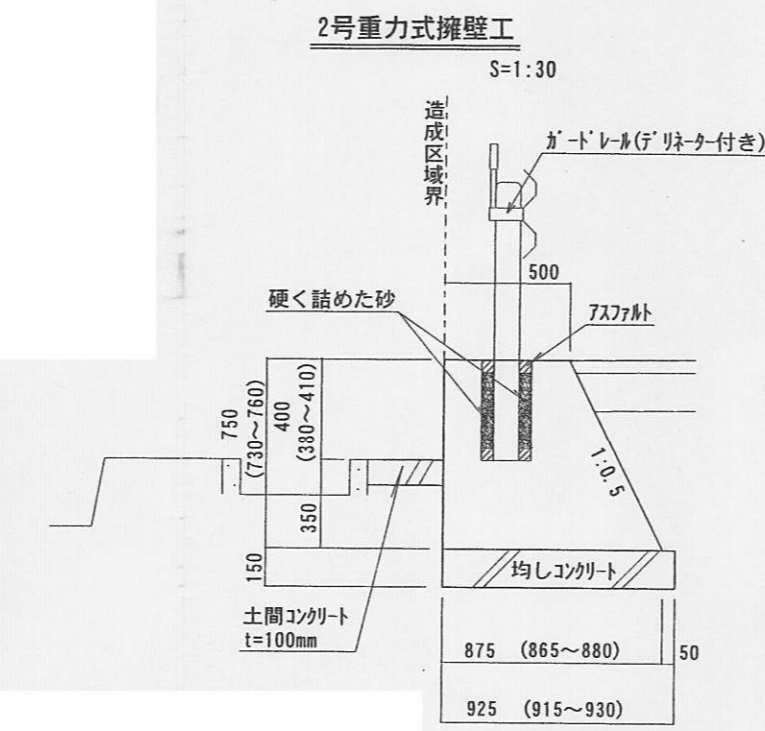 2号重力式擁壁工
S=1:30
造成区域界
ガードレール(デリネーター付き)
500
硬く詰めた砂
アスファルト
750
(730～760)
400
(380～410)
350
150
1:0.5
均しコンクリート
土間コンクリート
t=100mm
875 (865～880)
50
925 (915～930)